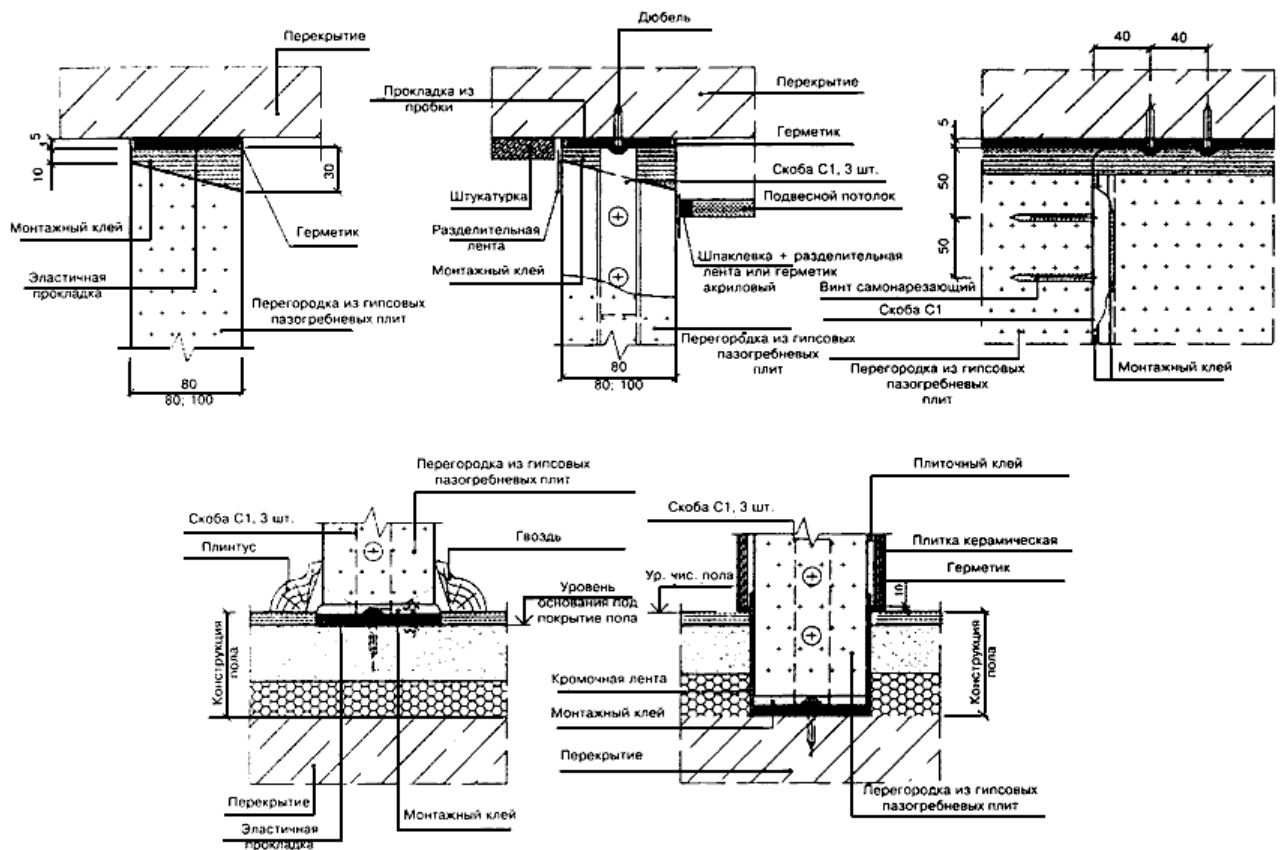 Перекрытие
5
10
30
Монтажный клей
Герметик
Эластичная
прокладка
Перегородка из гипсовых
пазогребневых плит
80
80; 100
Дюбель
Прокладка из
пробки
Перекрытие
Герметик
Скоба С1, 3 шт.
Штукатурка
Подвесной потолок
Разделительная
лента
Монтажный клей
Шпаклевка + разделительная
лента или герметик
акриловый
Перегородка из гипсовых
пазогребневых
плит
80
80; 100
40
40
5
50
50
Винт самонарезающий
Скоба С1
Перегородка из гипсовых
пазогребневых
плит
Монтажный клей
Перегородка из гипсовых
пазогребневых плит
Скоба С1, 3 шт.
Плинтус
Гвоздь
Уровень
основания под
покрытие пола
Конструкция
пола
Перекрытие
Эластичная
прокладка
Монтажный клей
Плиточный клей
Скоба С1, 3 шт.
Плитка керамическая
Герметик
Ур. чис. пола
10
Кромочная лента
Монтажный клей
Конструкция
пола
Перекрытие
Перегородка из гипсовых
пазогребневых плит